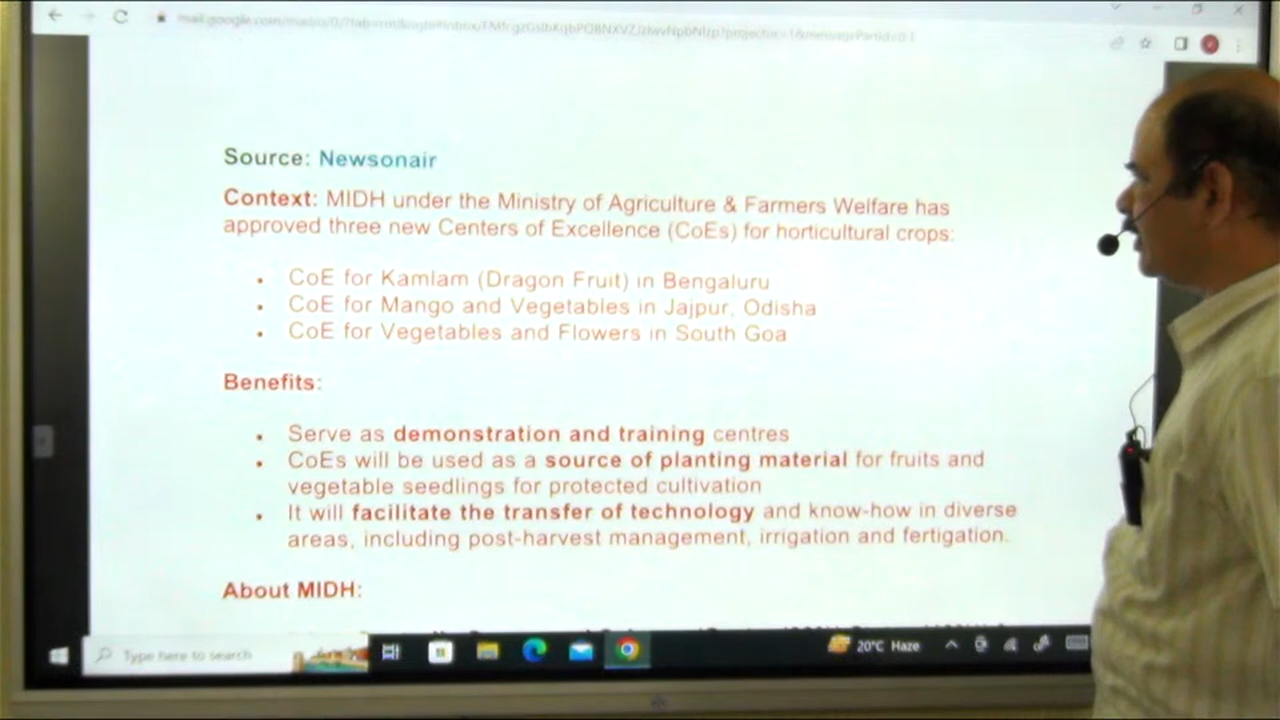 Source: Newsonair
Context: MIDH under the Ministry of Agriculture & Farmers Welfare has
approved three new Centers of Excellence (CoEs) for horticultural crops:
• CoE for Kamlam (Dragon Fruit) in Bengaluru
• CoE for Mango and Vegetables in Jajpur, Odisha
• CoE for Vegetables and Flowers in South Goa
Benefits:
• Serve as demonstration and training centres
• CoEs will be used as a source of planting material for fruits and
vegetable seedlings for protected cultivation
• It will facilitate the transfer of technology and know-how in diverse
areas, including post-harvest management, irrigation and fertigation.
About MIDH:
Type here to search
20°C Haze